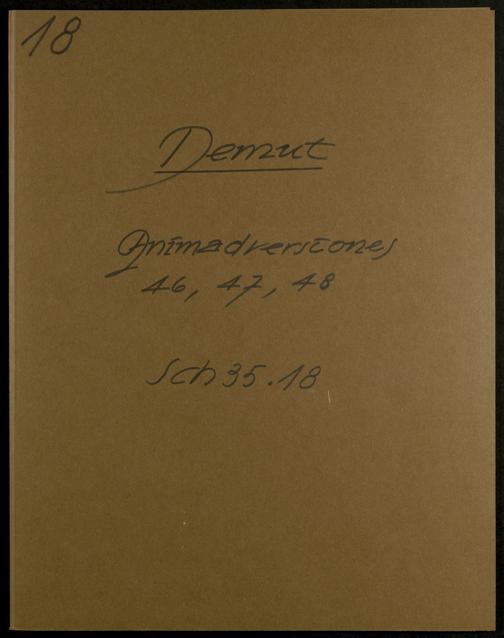 18
Demut
Animadversiones
46, 47, 48
Sch 35.18